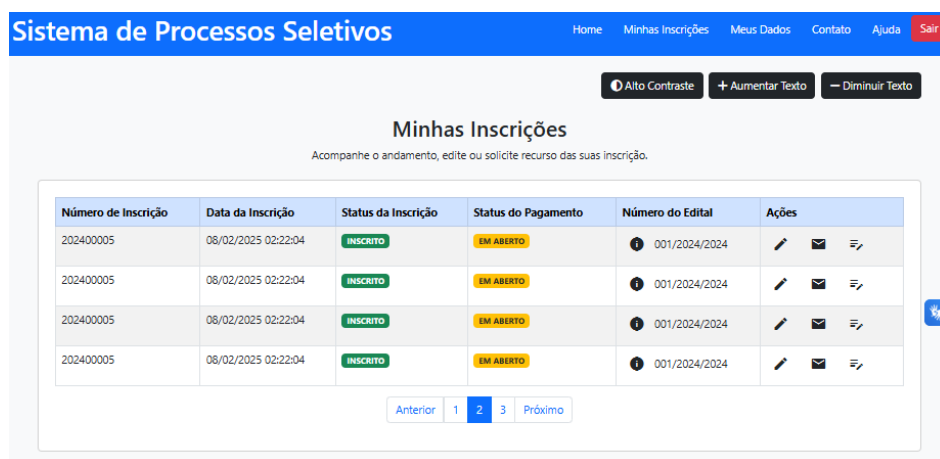 Sistema de Processos Seletivos Home Minhas Inscrições Meus Dados Contato Ajuda Sair
Alto Contraste + Aumentar Texto − Diminuir Texto
Minhas Inscrições
Acompanhe o andamento, edite ou solicite recurso das suas inscrição.
Número de Inscrição Data da Inscrição Status da Inscrição Status do Pagamento Número do Edital Ações
202400005 08/02/2025 02:22:04 INSCRITO EM ABERTO 001/2024/2024
202400005 08/02/2025 02:22:04 INSCRITO EM ABERTO 001/2024/2024
202400005 08/02/2025 02:22:04 INSCRITO EM ABERTO 001/2024/2024
202400005 08/02/2025 02:22:04 INSCRITO EM ABERTO 001/2024/2024
Anterior 1 2 3 Próximo